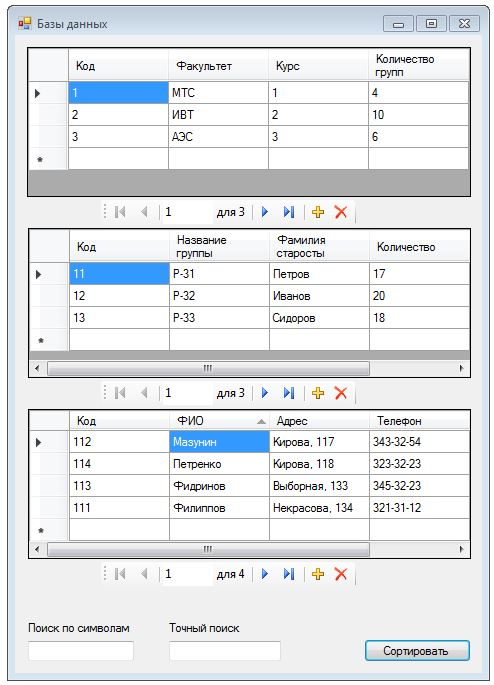 Базы данных
Код Факультет Курс Количество групп
1 МТС 1 4
2 ИВТ 2 10
3 АЭС 3 6
*
1 для 3
Код Название группы Фамилия старосты Количество
11 Р-31 Петров 17
12 Р-32 Иванов 20
13 Р-33 Сидоров 18
*
1 для 3
Код ФИО Адрес Телефон
112 Мазунин Кирова, 117 343-32-54
114 Петренко Кирова, 118 323-32-23
113 Фидринов Выборная, 133 345-32-23
111 Филиппов Некрасова, 134 321-31-12
*
1 для 4
Поиск по символам Точный поиск
Сортировать